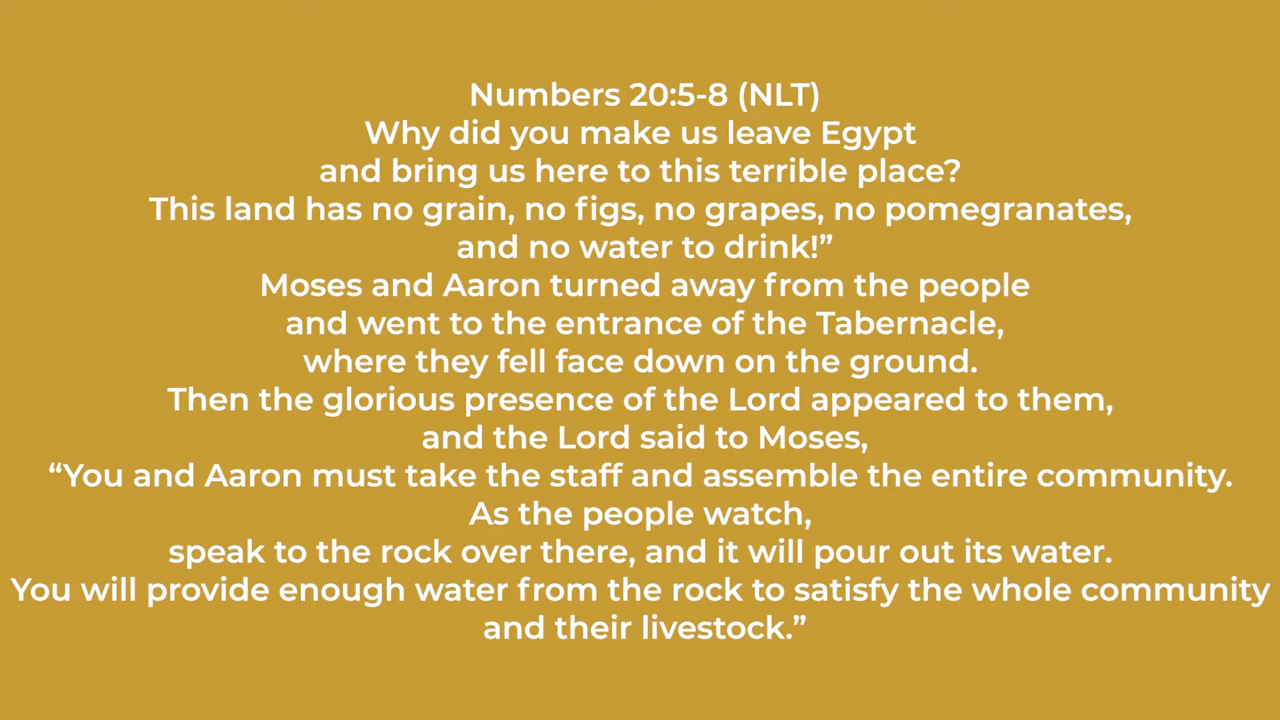 Numbers 20:5-8 (NLT)
Why did you make us leave Egypt
and bring us here to this terrible place?
This land has no grain, no figs, no grapes, no pomegranates,
and no water to drink!”
Moses and Aaron turned away from the people
and went to the entrance of the Tabernacle,
where they fell face down on the ground.
Then the glorious presence of the Lord appeared to them,
and the Lord said to Moses,
“You and Aaron must take the staff and assemble the entire community.
As the people watch,
speak to the rock over there, and it will pour out its water.
You will provide enough water from the rock to satisfy the whole community
and their livestock.”